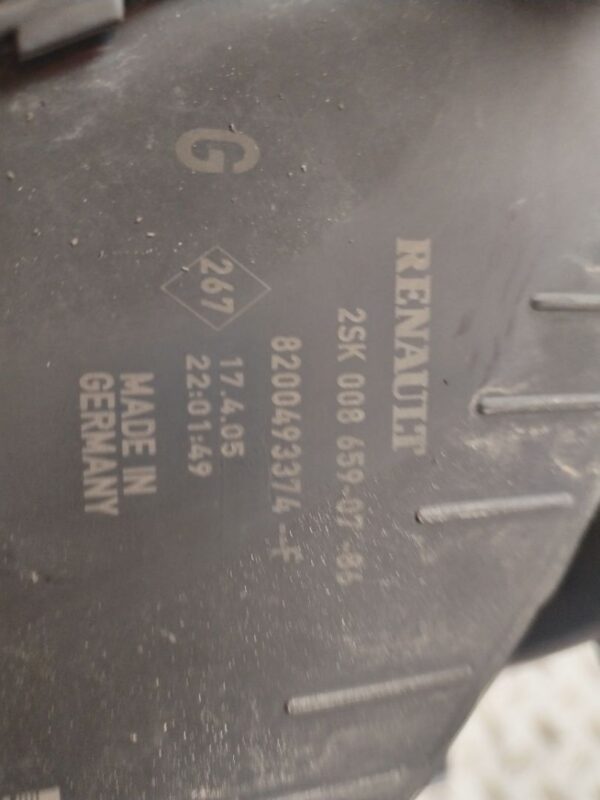 RENAULT
2SK 008 659-07
8200493374 -F
17.4.05
22:01:49
MADE IN
GERMANY
267
G